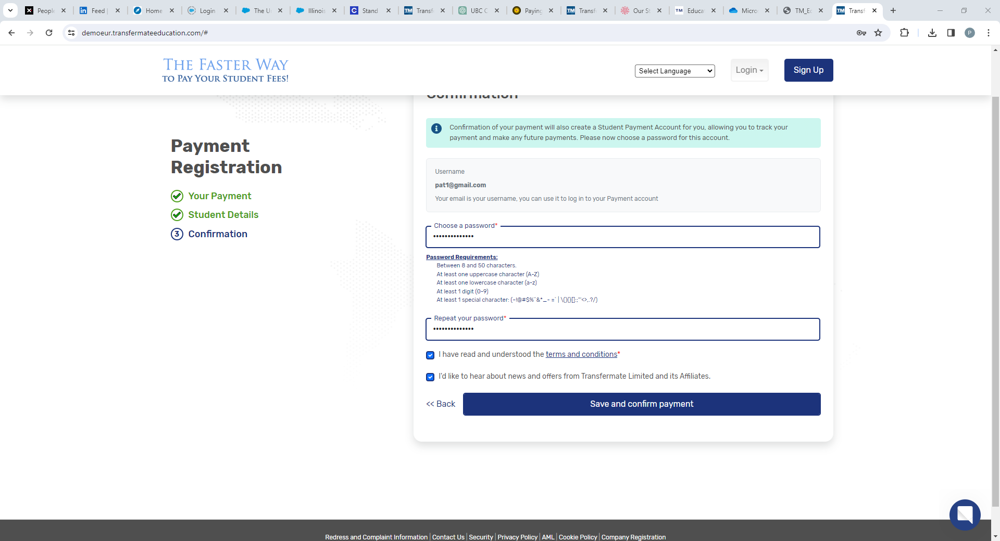 People
Feed
Home
Login
The U
Illinois
Stand
TM Transf
UBC C
Paying
TM Transf
Our St
TM Educa
Micro
TM_Ec
TM Transf
demoeur.transfermateeducation.com/#
P
THE FASTER WAY
TO PAY YOUR STUDENT FEES!
Select Language
Login
Sign Up
Confirmation
Confirmation of your payment will also create a Student Payment Account for you, allowing you to track your
payment and make any future payments. Please now choose a password for this account.
Payment
Registration
Your Payment
Student Details
3 Confirmation
Username
pat1@gmail.com
Your email is your username, you can use it to log in to your Payment account
Choose a password*
••••••••••••••
Password Requirements:
Between 8 and 50 characters.
At least one uppercase character (A-Z)
At least one lowercase character (a-z)
At least 1 digit (0-9)
At least 1 special character: (~!@#$%^&*_-=`|\(){}[]:;"'<>,.?/)
Repeat your password*
••••••••••••••
I have read and understood the terms and conditions*
I'd like to hear about news and offers from Transfermate Limited and its Affiliates.
<< Back
Save and confirm payment
Redress and Complaint Information | Contact Us | Security | Privacy Policy | AML | Cookie Policy | Company Registration